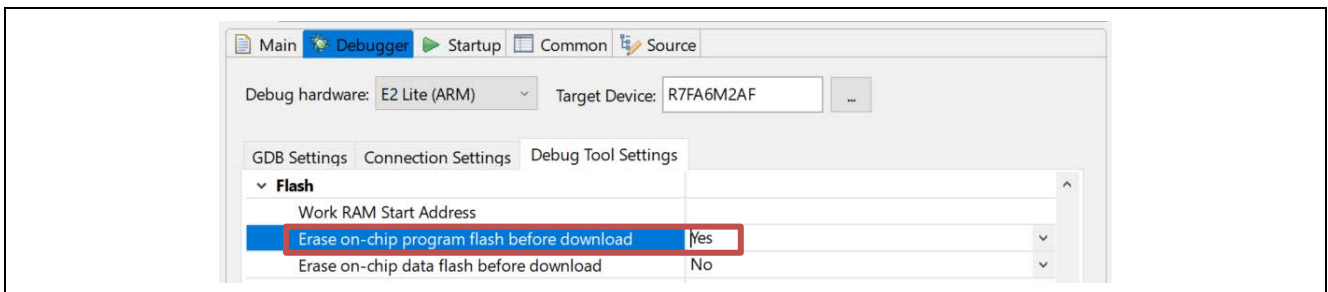 Main Debugger Startup Common Source
Debug hardware: E2 Lite (ARM) Target Device: R7FA6M2AF ...
GDB Settings Connection Settings Debug Tool Settings
Flash
Work RAM Start Address
Erase on-chip program flash before download Yes
Erase on-chip data flash before download No